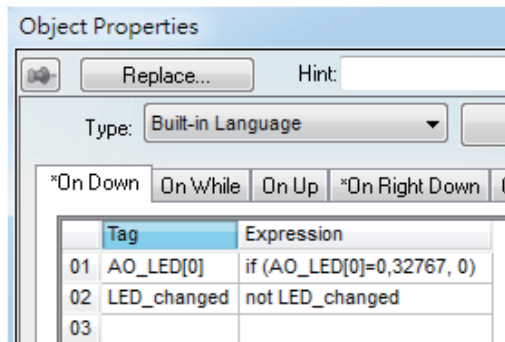 Object Properties
Replace... Hint:
Type: Built-in Language
*On Down On While On Up *On Right Down
Tag Expression
01 AO_LED[0] if (AO_LED[0]=0,32767, 0)
02 LED_changed not LED_changed
03